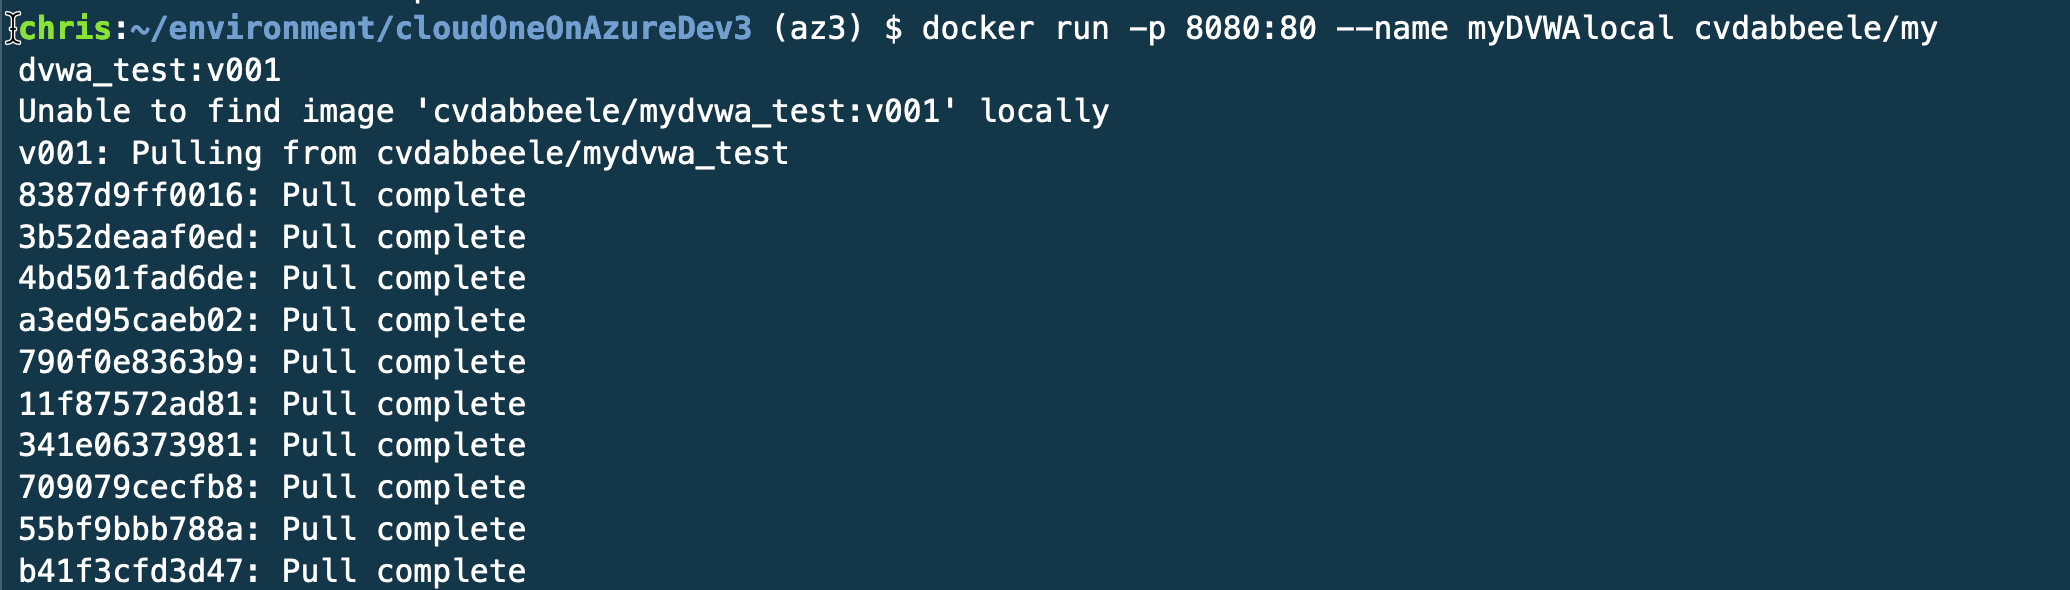 chris:~/environment/cloudOneOnAzureDev3 (az3) $ docker run -p 8080:80 --name myDVWAlocal cvdabbeele/my
dvwa_test:v001
Unable to find image 'cvdabbeele/mydvwa_test:v001' locally
v001: Pulling from cvdabbeele/mydvwa_test
8387d9ff0016: Pull complete
3b52deaaf0ed: Pull complete
4bd501fad6de: Pull complete
a3ed95caeb02: Pull complete
790f0e8363b9: Pull complete
11f87572ad81: Pull complete
341e06373981: Pull complete
709079cecfb8: Pull complete
55bf9bbb788a: Pull complete
b41f3cfd3d47: Pull complete